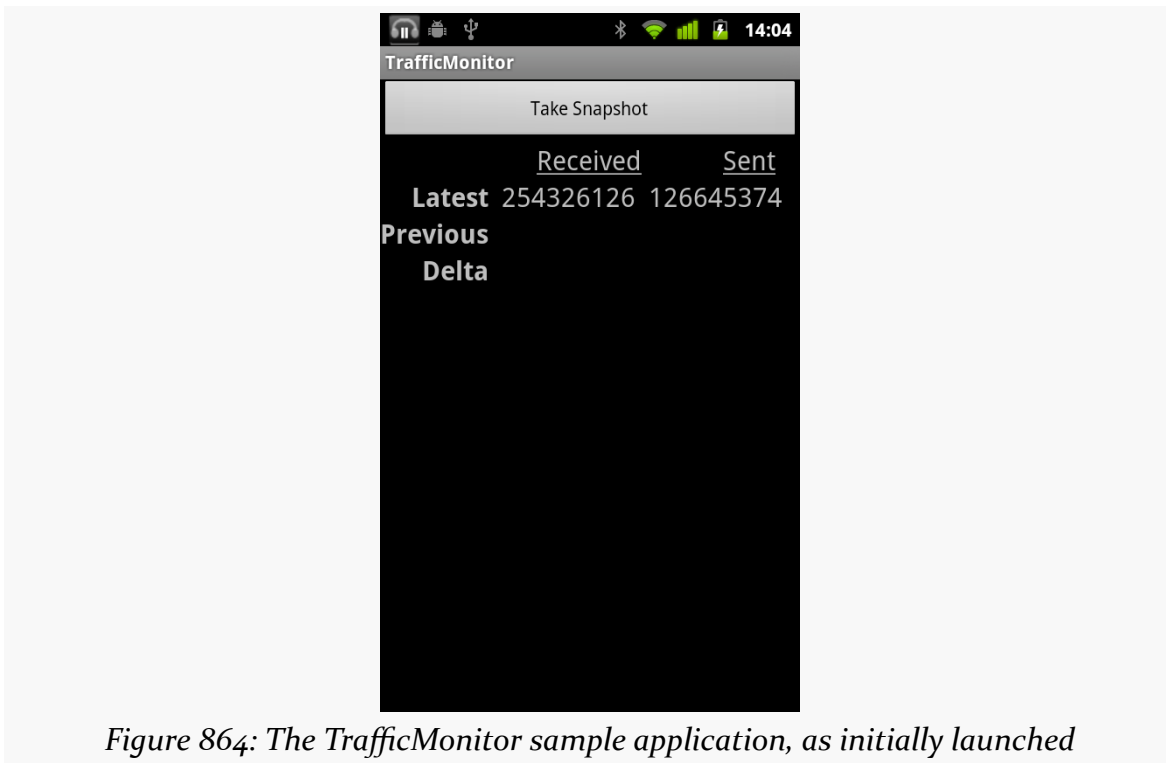 14:04
TrafficMonitor
Take Snapshot
Received Sent
Latest 254326126 126645374
Previous
Delta
Figure 864: The TrafficMonitor sample application, as initially launched